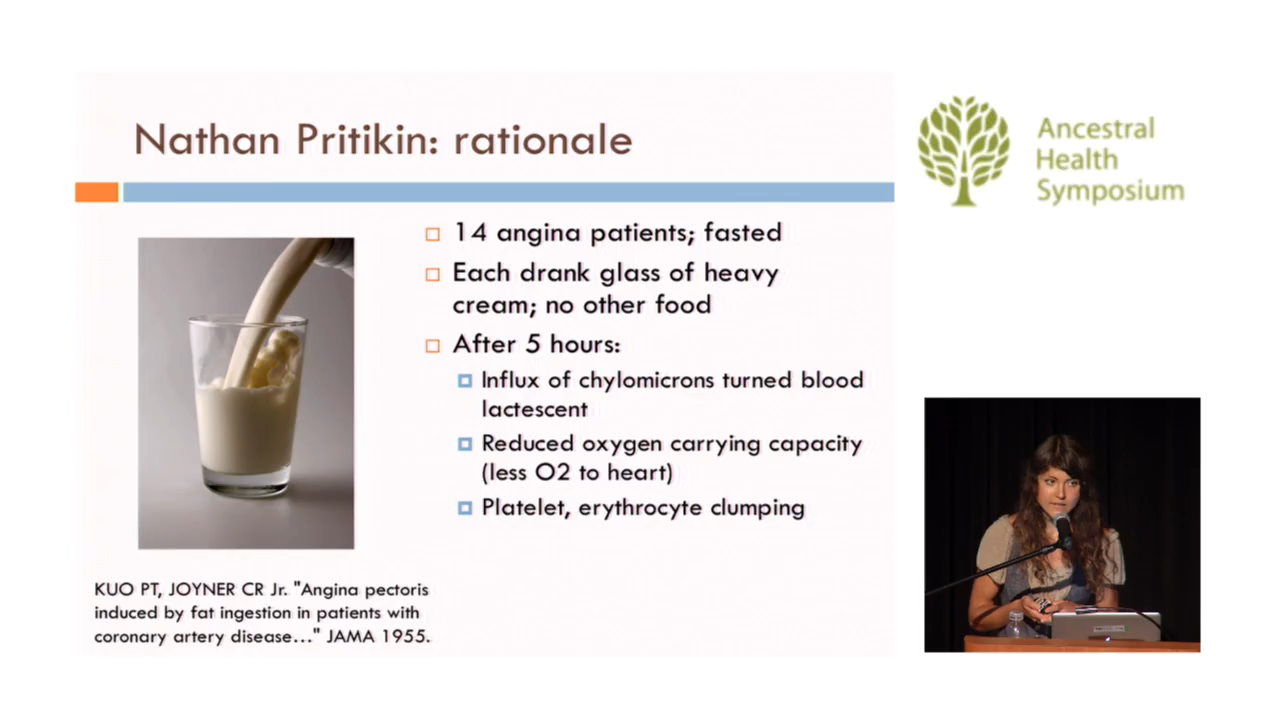 Nathan Pritikin: rationale
Ancestral
Health
Symposium
14 angina patients; fasted
Each drank glass of heavy
cream; no other food
After 5 hours:
Influx of chylomicrons turned blood
lactescent
Reduced oxygen carrying capacity
(less O2 to heart)
Platelet, erythrocyte clumping
KUO PT, JOYNER CR Jr. "Angina pectoris
induced by fat ingestion in patients with
coronary artery disease..." JAMA 1955.